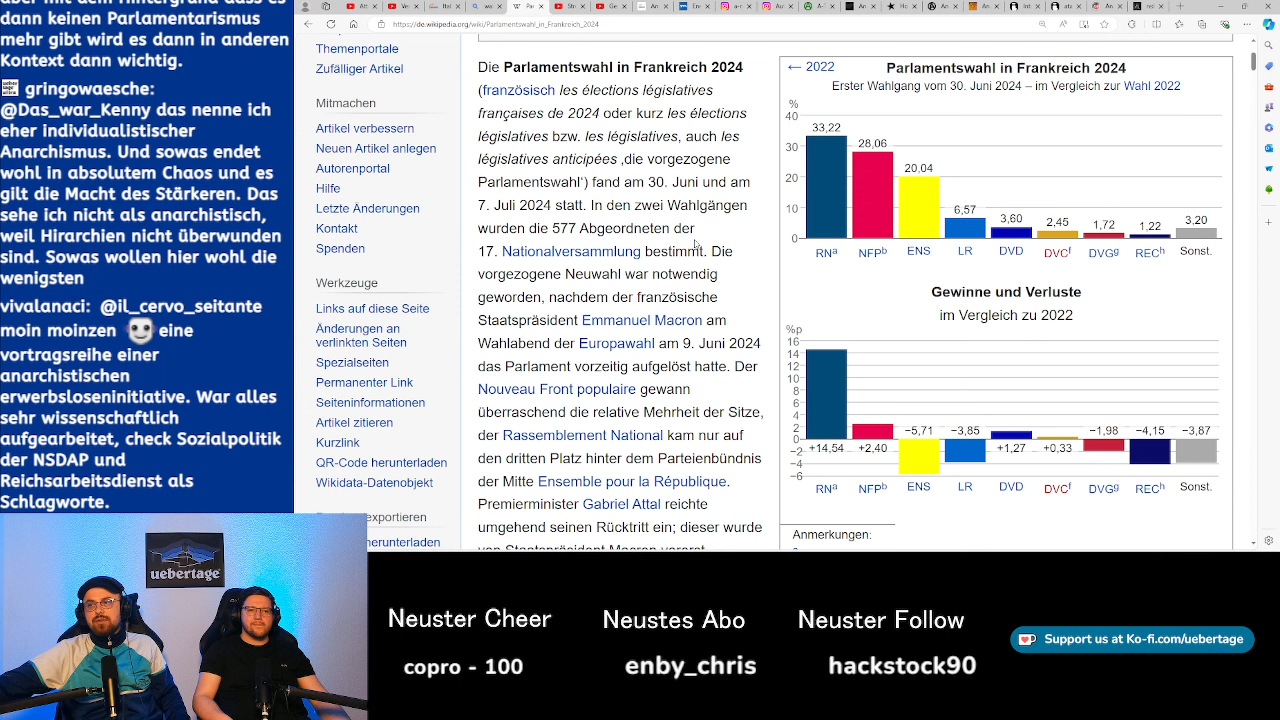 aber mit dem Hintergrund dass es
dann keinen Parlamentarismus
mehr gibt wird es dann in anderen
Kontext dann wichtig.
gringowaesche:
@Das_war_Kenny das nenne ich
eher individualistischer
Anarchismus. Und sowas endet
wohl in absolutem Chaos und es
gilt die Macht des Stärkeren. Das
sehe ich nicht als anarchistisch,
weil Hirarchien nicht überwunden
sind. Sowas wollen hier wohl die
wenigsten
vivalanaci: @il_cervo_seitante
moin moinzen eine
vortragsreihe einer
anarchistischen
erwerbsloseninitiative. War alles
sehr wissenschaftlich
aufgearbeitet, check Sozialpolitik
der NSDAP und
Reichsarbeitsdienst als
Schlagworte.
https://de.wikipedia.org/wiki/Parlamentswahl_in_Frankreich_2024
Themenportale
Zufälliger Artikel
Mitmachen
Artikel verbessern
Neuen Artikel anlegen
Autorenportal
Hilfe
Letzte Änderungen
Kontakt
Spenden
Werkzeuge
Links auf diese Seite
Änderungen an
verlinkten Seiten
Spezialseiten
Permanenter Link
Seiteninformationen
Artikel zitieren
Kurzlink
QR-Code herunterladen
Wikidata-Datenobjekt
exportieren
herunterladen
Die Parlamentswahl in Frankreich 2024
(französisch les élections législatives
françaises de 2024 oder kurz les élections
législatives bzw. les législatives, auch les
législatives anticipées ‚die vorgezogene
Parlamentswahl‘) fand am 30. Juni und am
7. Juli 2024 statt. In den zwei Wahlgängen
wurden die 577 Abgeordneten der
17. Nationalversammlung bestimmt. Die
vorgezogene Neuwahl war notwendig
geworden, nachdem der französische
Staatspräsident Emmanuel Macron am
Wahlabend der Europawahl am 9. Juni 2024
das Parlament vorzeitig aufgelöst hatte. Der
Nouveau Front populaire gewann
überraschend die relative Mehrheit der Sitze,
der Rassemblement National kam nur auf
den dritten Platz hinter dem Parteienbündnis
der Mitte Ensemble pour la République.
Premierminister Gabriel Attal reichte
umgehend seinen Rücktritt ein; dieser wurde
von Staatspräsident Macron vorerst
← 2022 Parlamentswahl in Frankreich 2024
Erster Wahlgang vom 30. Juni 2024 – im Vergleich zur Wahl 2022
%
40
30
20
10
0
33,22
28,06
20,04
6,57
3,60
2,45
1,72
1.22
3,20
RNa NFPb ENS LR DVD DVCf DVGg RECh Sonst.
Gewinne und Verluste
im Vergleich zu 2022
%p
16
14
12
10
8
6
4
2
0
−2
−4
−6
+14,54
+2,40
−5,71
−3,85
+1,27
+0,33
−1,98
−4,15
−3,87
RNa NFPb ENS LR DVD DVCf DVGg RECh Sonst.
Anmerkungen:
uebertage
Neuster Cheer
copro - 100
Neustes Abo
enby_chris
Neuster Follow
hackstock90
Support us at Ko-fi.com/uebertage